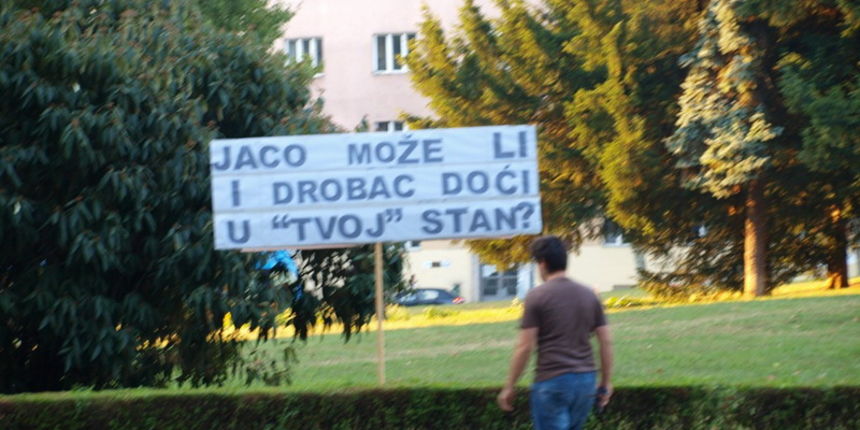 JACO MOŽE LI
I DROBAC DOĆI
U “TVOJ” STAN?